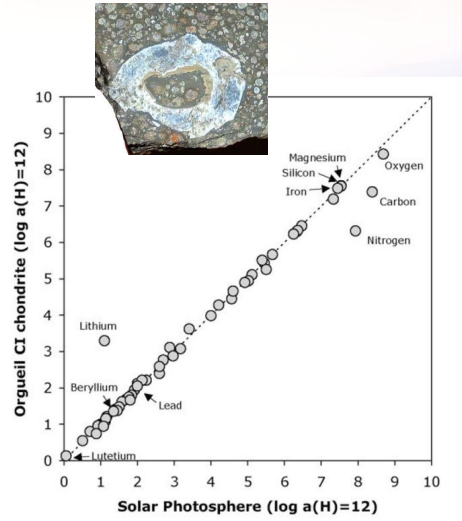 10
9
8
7
6
5
4
3
2
1
0
Orgueil CI chondrite (log a(H)=12)
Magnesium
Silicon
Iron
Oxygen
Carbon
Nitrogen
Lithium
Beryllium
Lead
Lutetium
0 1 2 3 4 5 6 7 8 9 10
Solar Photosphere (log a(H)=12)